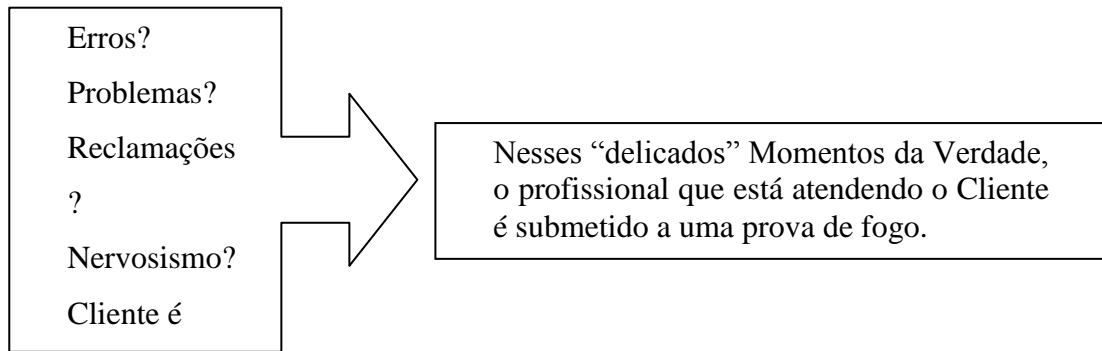 Erros?
Problemas?
Reclamações
?
Nervosismo?
Cliente é
Nesses “delicados” Momentos da Verdade,
o profissional que está atendendo o Cliente
é submetido a uma prova de fogo.